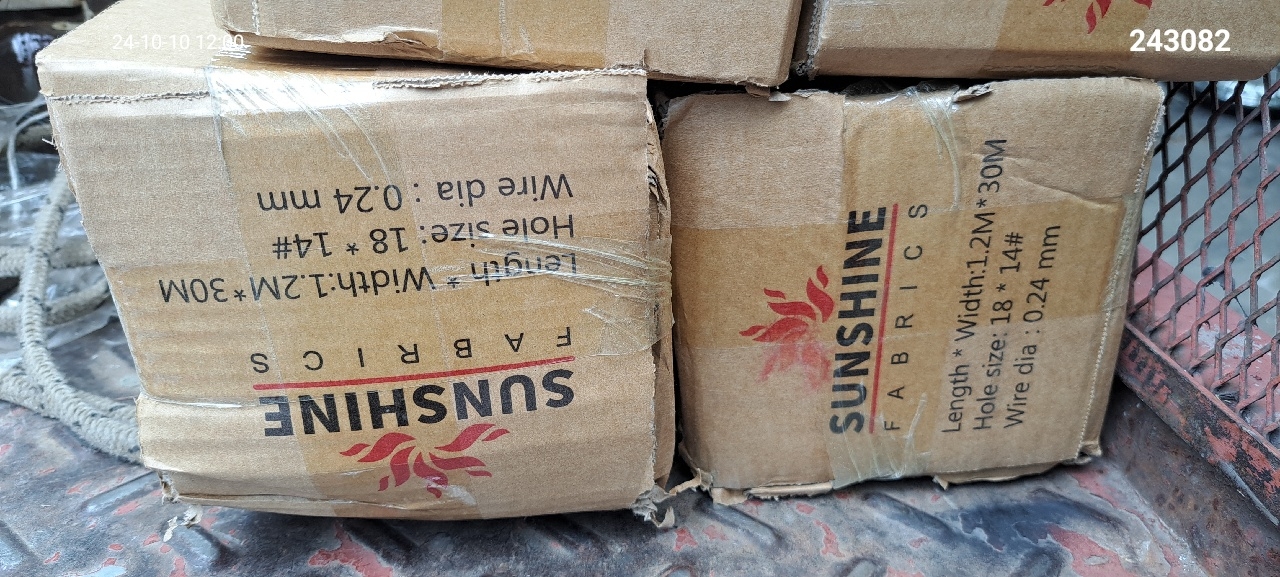 24-10-10 12:00
243082
SUNSHINE
FABRICS
Length * Width:1.2M*30M
Hole size: 18 * 14#
Wire dia : 0.24 mm
SUNSHINE
FABRICS
Length * Width:1.2M*30M
Hole size: 18 * 14#
Wire dia : 0.24 mm